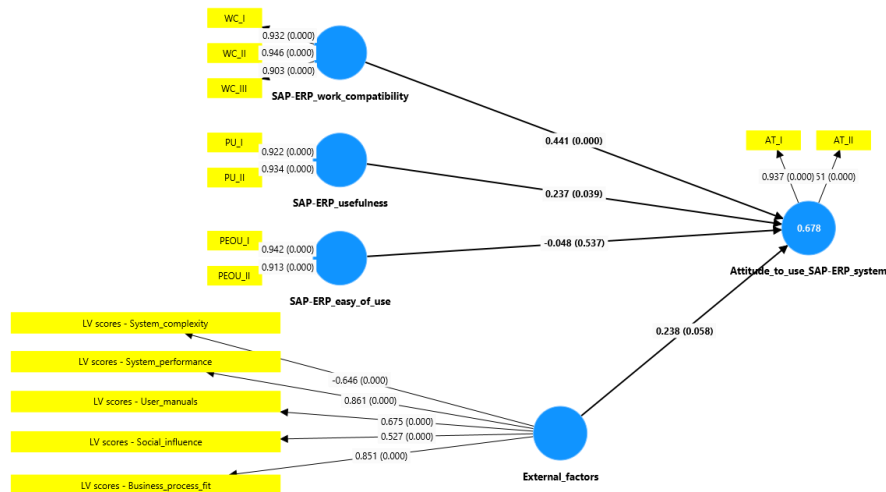 WC_I
0.932 (0.000)
WC_II
0.946 (0.000)
0.903 (0.000)
WC_III
SAP-ERP_work_compatibility
PU_I
0.922 (0.000)
0.934 (0.000)
PU_II
SAP-ERP_usefulness
PEOU_I
0.942 (0.000)
0.913 (0.000)
PEOU_II
SAP-ERP_easy_of_use
0.441 (0.000)
0.237 (0.039)
-0.048 (0.537)
0.238 (0.058)
AT_I
AT_II
0.937 (0.000)
51 (0.000)
0.678
Attitude_to_use_SAP-ERP_system
LV scores - System_complexity
LV scores - System_performance
LV scores - User_manuals
LV scores - Social_influence
LV scores - Business_process_fit
-0.646 (0.000)
0.861 (0.000)
0.675 (0.000)
0.527 (0.000)
0.851 (0.000)
External_factors